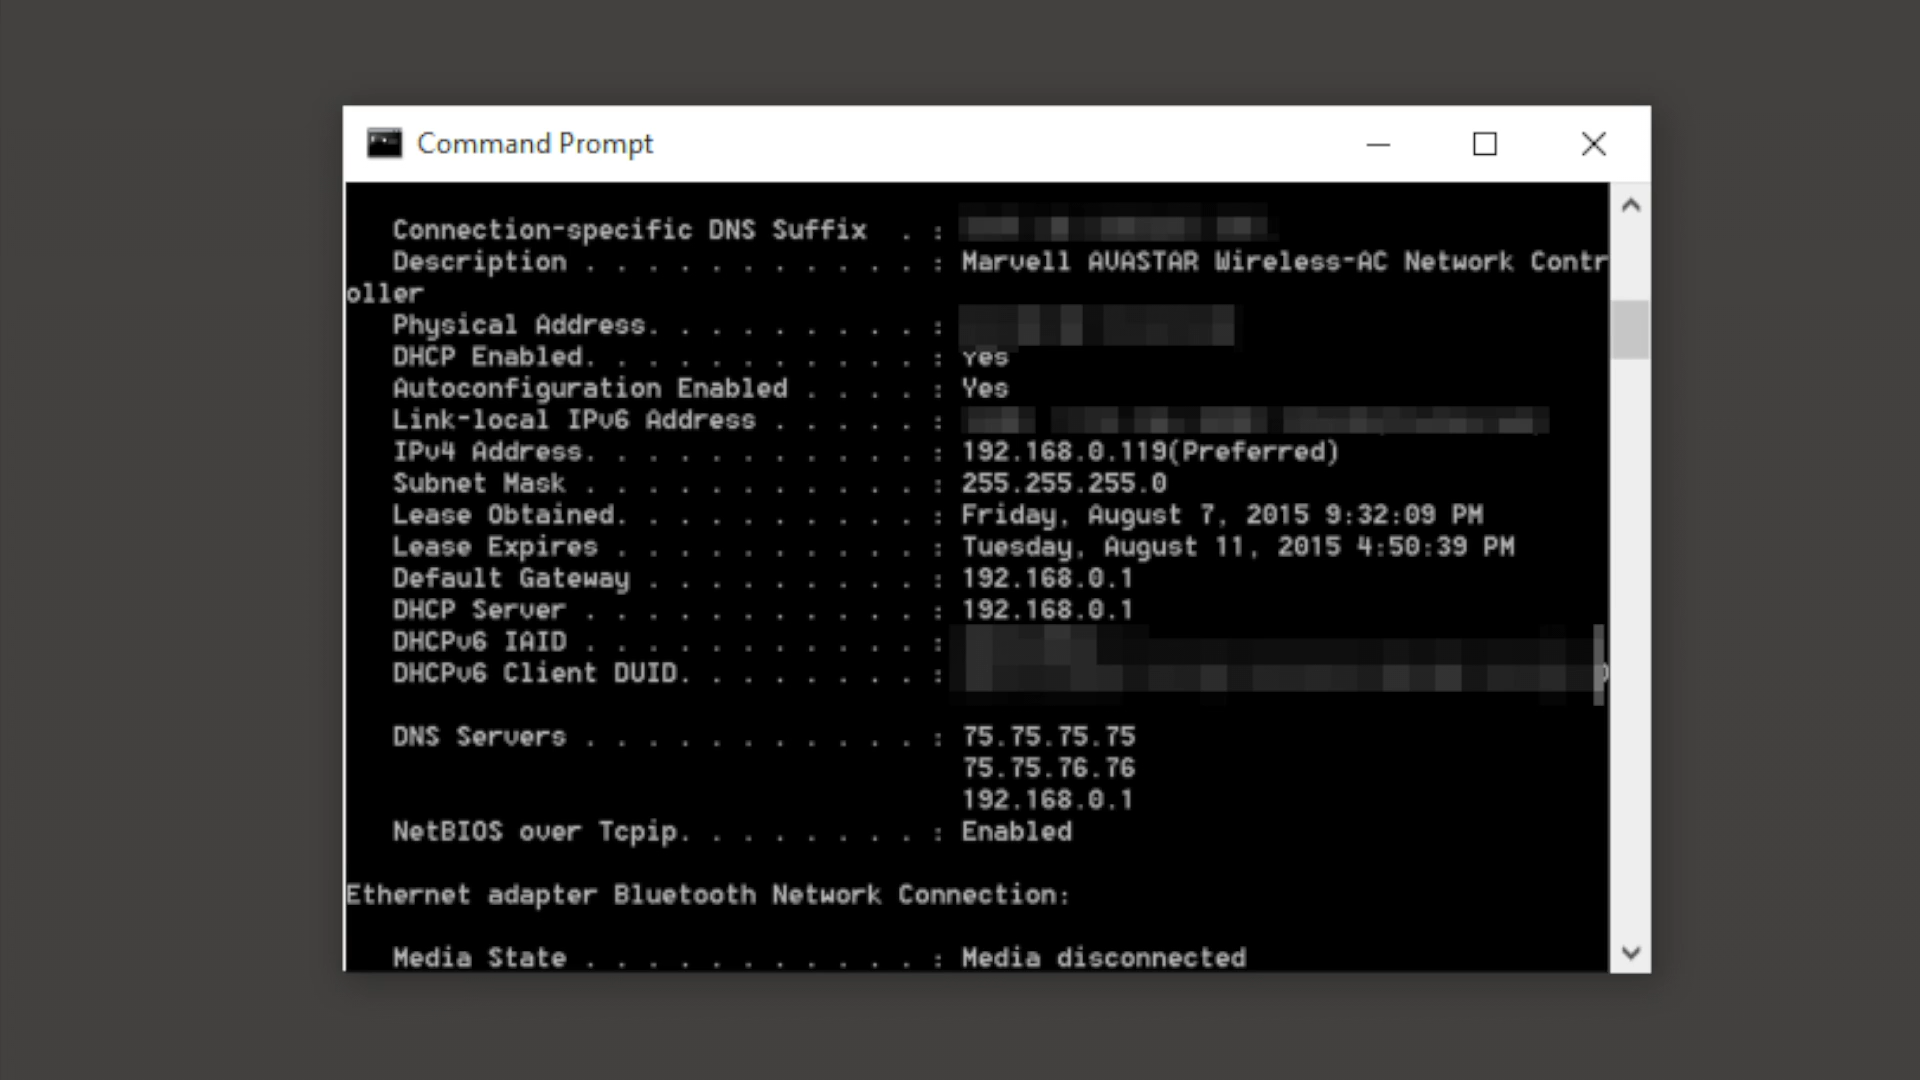 Command Prompt
Connection-specific DNS Suffix  . :
Description . . . . . . . . . . . : Marvell AVASTAR Wireless-AC Network Contr
oller
Physical Address. . . . . . . . . :
DHCP Enabled. . . . . . . . . . . : Yes
Autoconfiguration Enabled . . . . : Yes
Link-local IPv6 Address . . . . . :
IPv4 Address. . . . . . . . . . . : 192.168.0.119(Preferred)
Subnet Mask . . . . . . . . . . . : 255.255.255.0
Lease Obtained. . . . . . . . . . : Friday, August 7, 2015 9:32:09 PM
Lease Expires . . . . . . . . . . : Tuesday, August 11, 2015 4:50:39 PM
Default Gateway . . . . . . . . . : 192.168.0.1
DHCP Server . . . . . . . . . . . : 192.168.0.1
DHCPv6 IAID . . . . . . . . . . . :
DHCPv6 Client DUID. . . . . . . . :
DNS Servers . . . . . . . . . . . : 75.75.75.75
75.75.76.76
192.168.0.1
NetBIOS over Tcpip. . . . . . . . : Enabled
Ethernet adapter Bluetooth Network Connection:
Media State . . . . . . . . . . . : Media disconnected